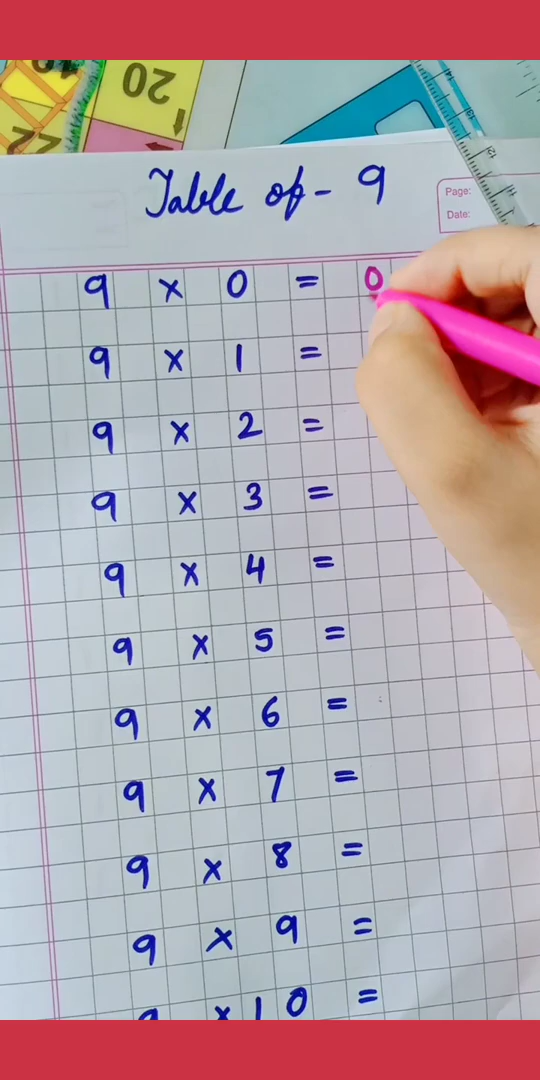 20
Table of - 9
Page:
Date:
9 x 0 = 0
9 x 1 =
9 x 2 =
9 x 3 =
9 x 4 =
9 x 5 =
9 x 6 =
9 x 7 =
9 x 8 =
9 x 9 =
9 x 10 =